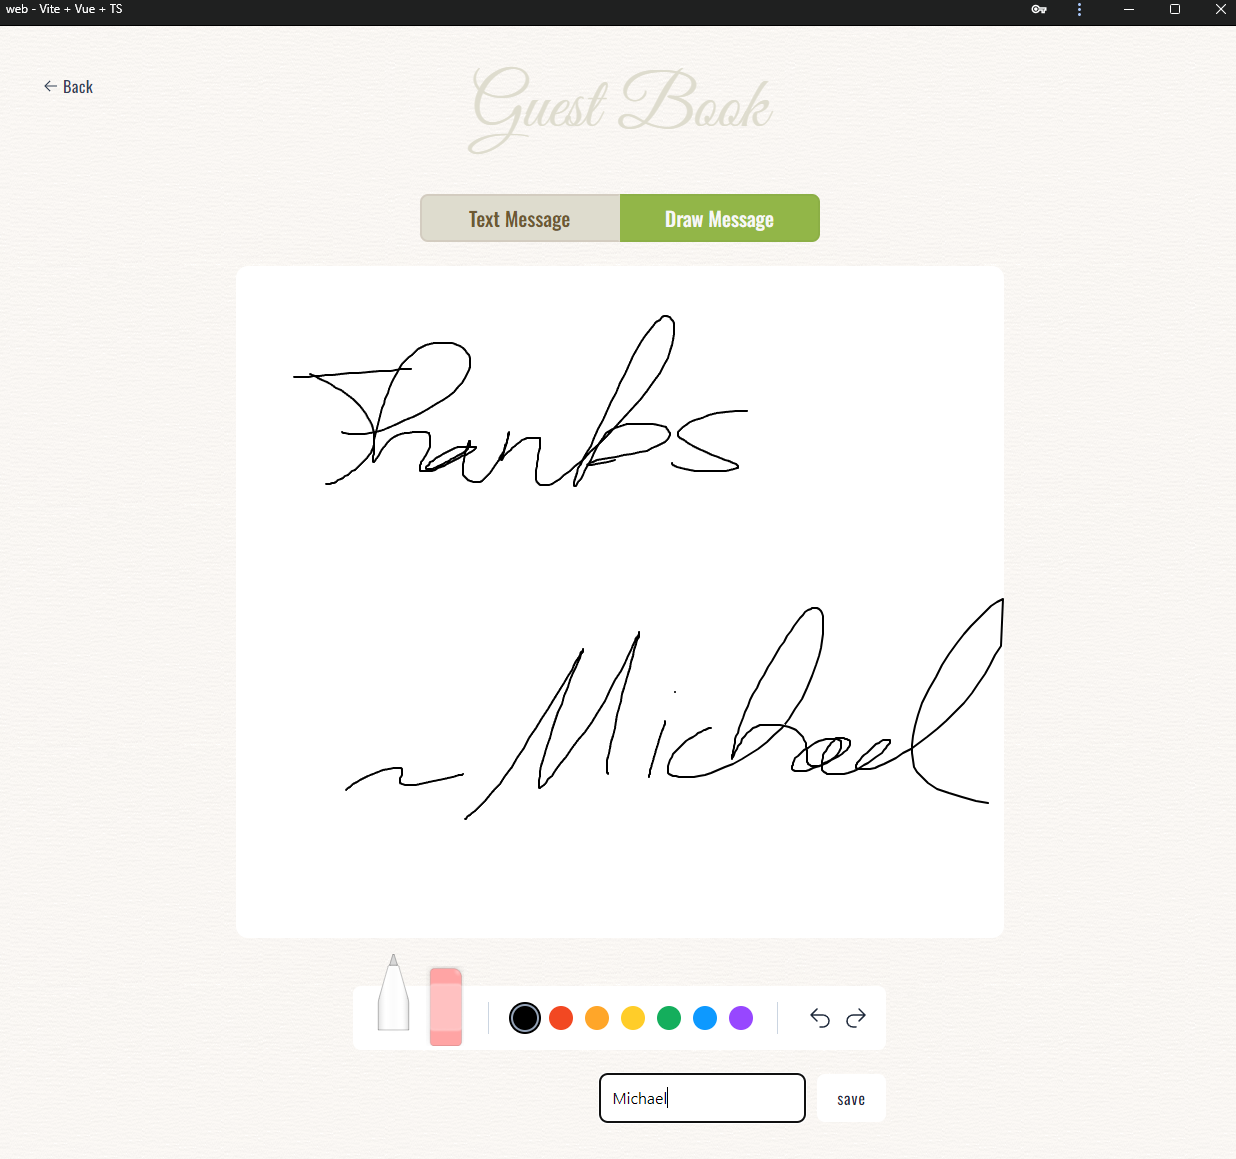 web - Vite + Vue + TS
← Back
Guest Book
Text Message
Draw Message
Thanks
~Michael
Michael
save